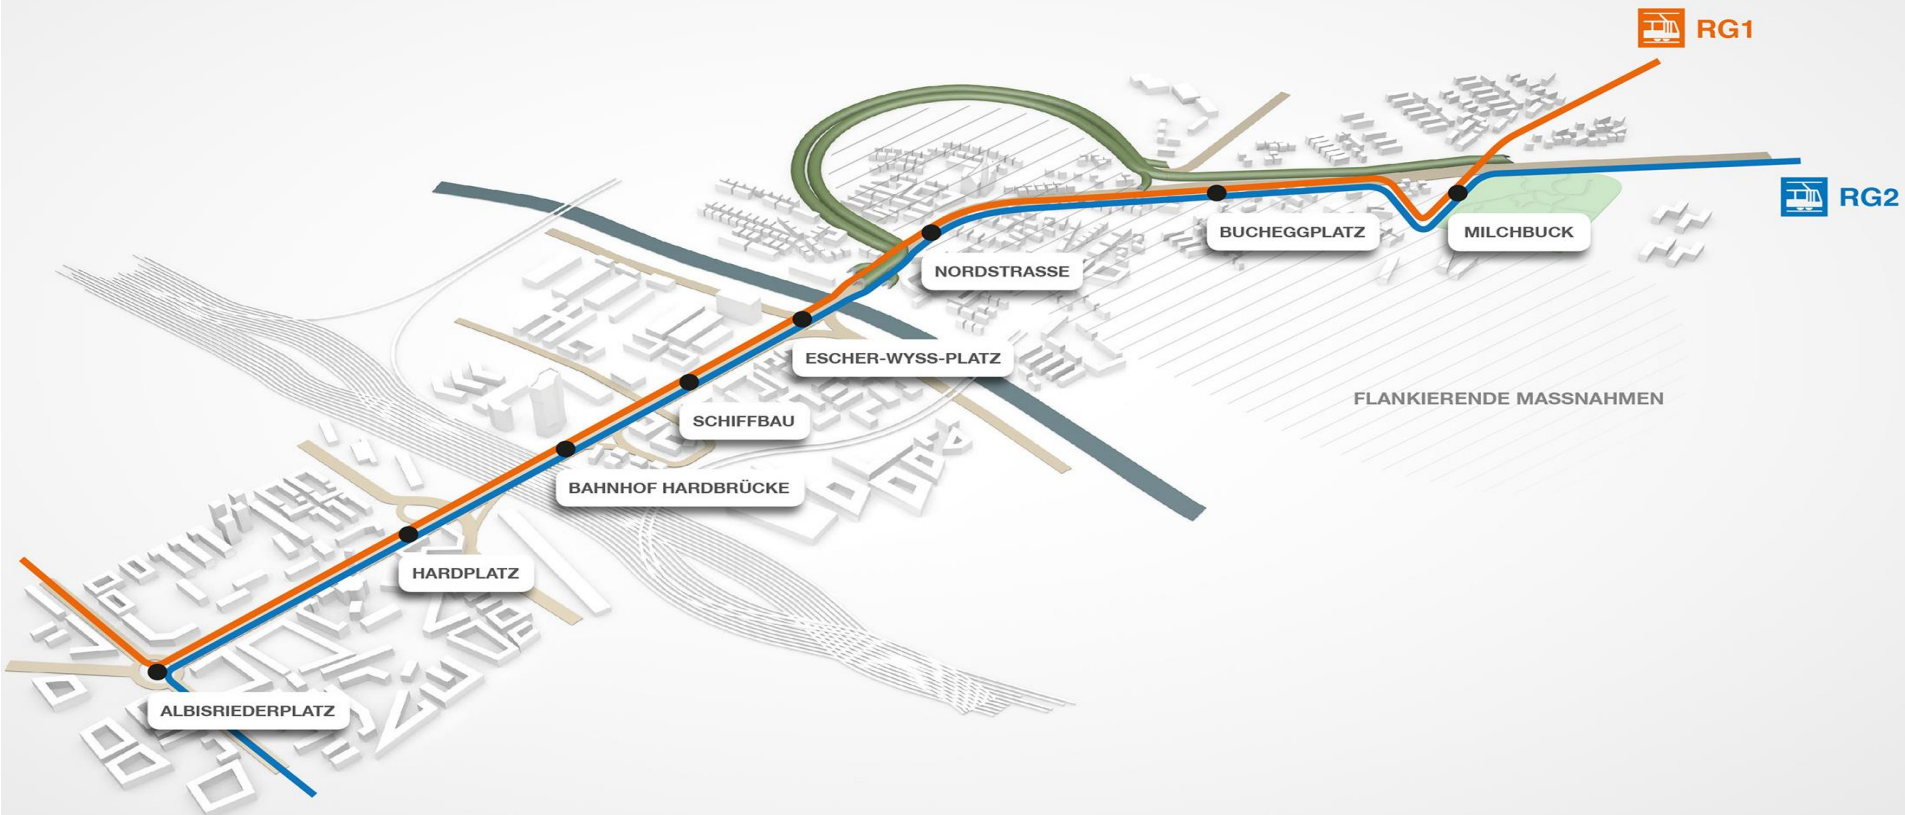 RG1
RG2
BUCHEGGPLATZ
MILCHBUCK
NORDSTRASSE
ESCHER-WYSS-PLATZ
FLANKIERENDE MASSNAHMEN
SCHIFFBAU
BAHNHOF HARDBRÜCKE
HARDPLATZ
ALBISRIEDERPLATZ